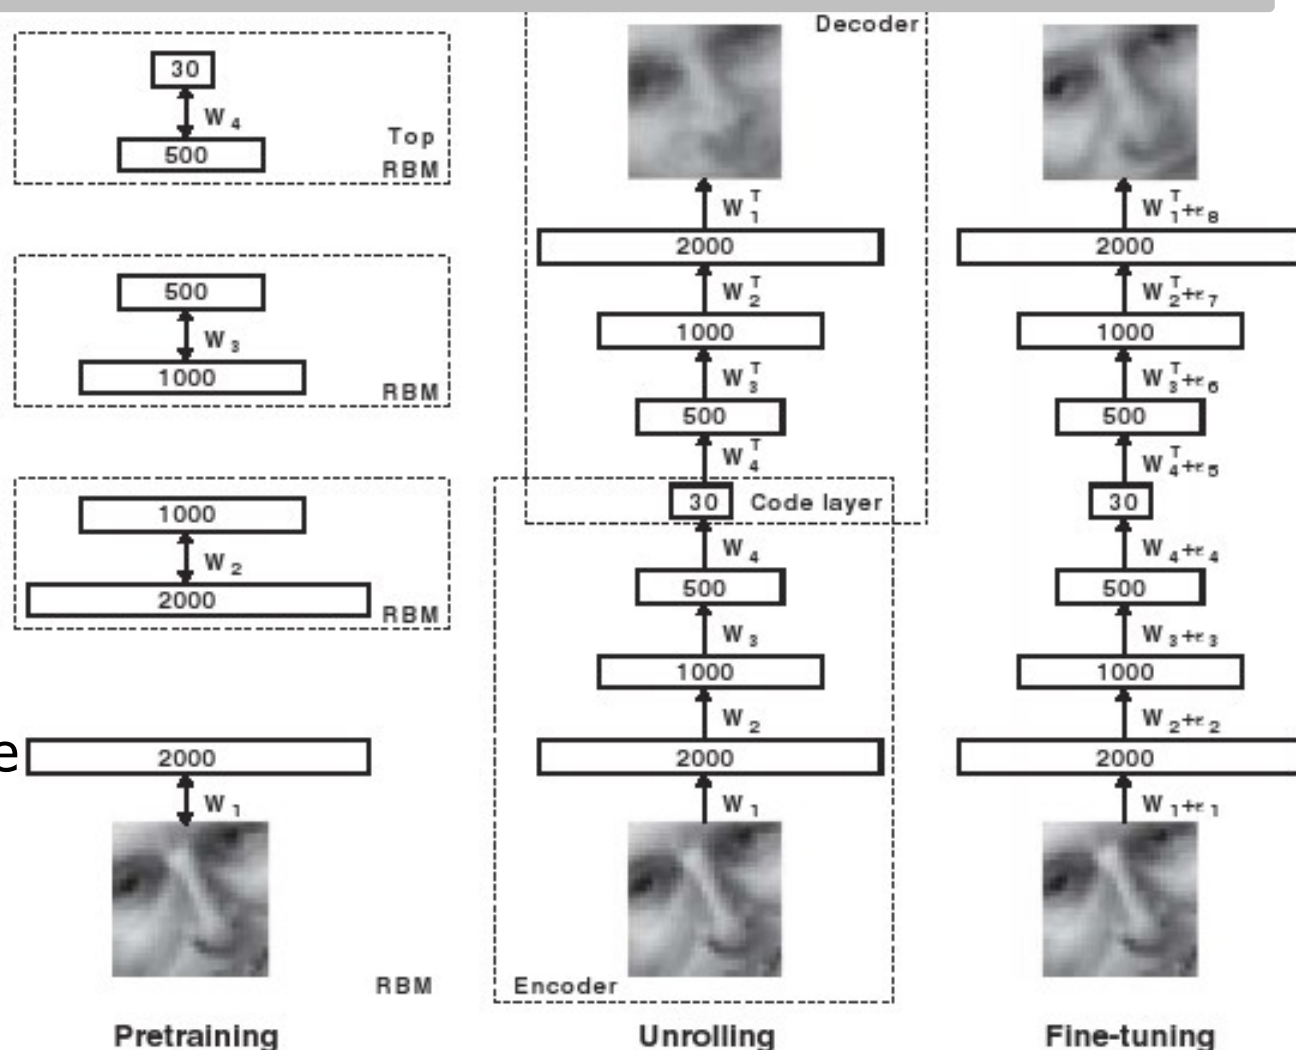 30
W 4
500
Top
RBM
500
W 3
1000
RBM
1000
W 2
2000
RBM
e
2000
W 1
RBM
Pretraining
Decoder
W 1 T
2000
W 2 T
1000
W 3 T
500
W 4 T
30 Code layer
W 4
500
W 3
1000
W 2
2000
W 1
Encoder
Unrolling
W 1 T +ε 8
2000
W 2 T +ε 7
1000
W 3 T +ε 6
500
W 4 T +ε 5
30
W 4 +ε 4
500
W 3 +ε 3
1000
W 2 +ε 2
2000
W 1 +ε 1
Fine-tuning